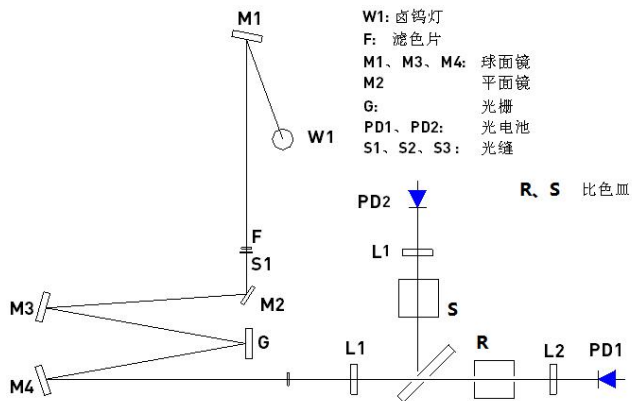 M1
W1: 卤钨灯
F: 滤色片
M1、M3、M4: 球面镜
M2 平面镜
G: 光栅
PD1、PD2: 光电池
S1、S2、S3: 光缝
W1
R、S 比色皿
PD2
F
L1
S1
M2
S
M3
G
L1
R
L2
PD1
M4